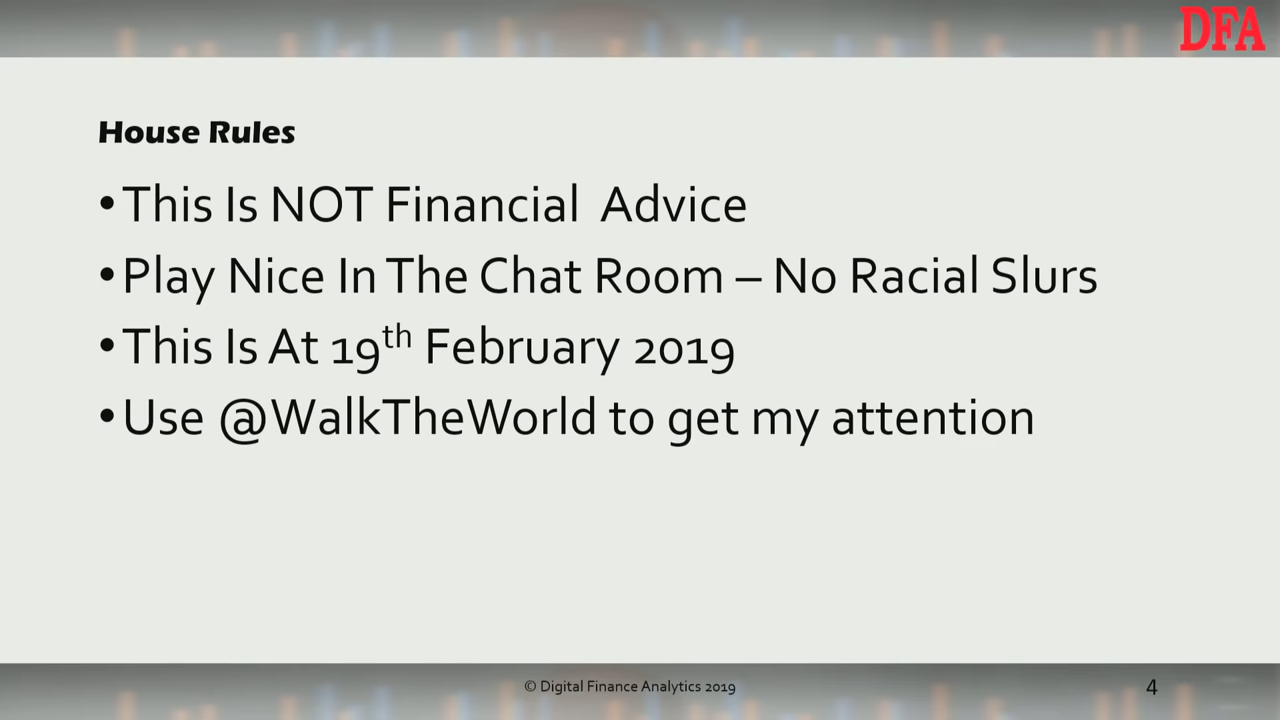 DFA
House Rules
•This Is NOT Financial Advice
•Play Nice In The Chat Room – No Racial Slurs
•This Is At 19th February 2019
•Use @WalkTheWorld to get my attention
© Digital Finance Analytics 2019
4